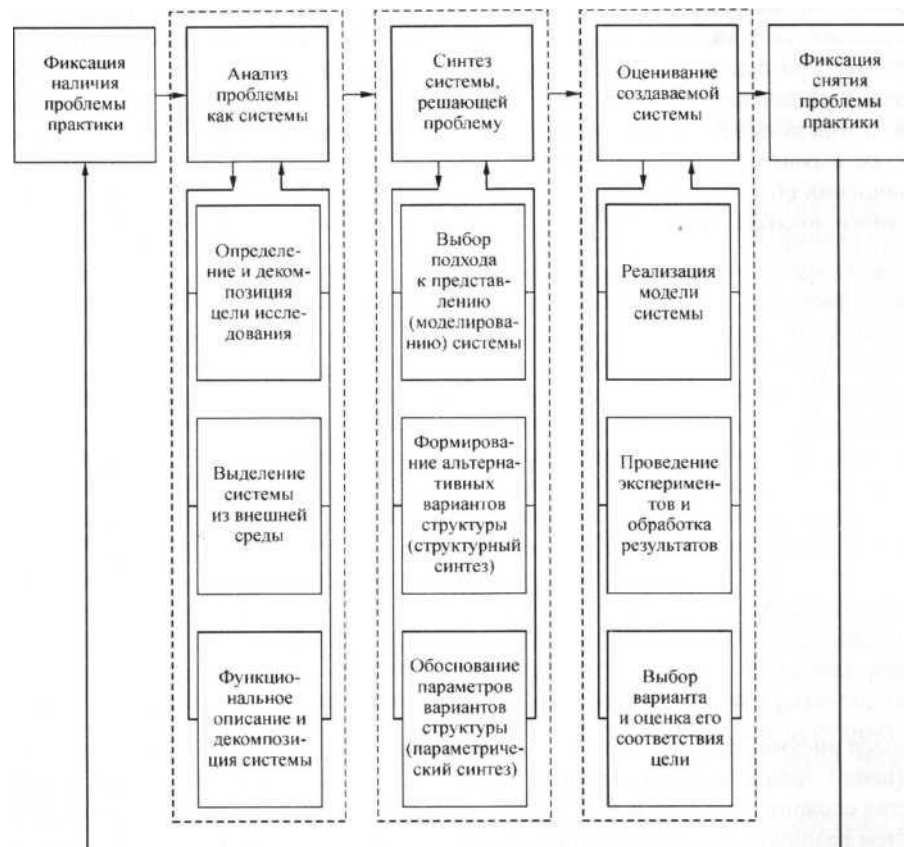 Фиксация
наличия
проблемы
практики
Анализ
проблемы
как системы
Синтез
системы,
решающей
проблему
Оценивание
создаваемой
системы
Фиксация
снятия
проблемы
практики
Определе-
ние и деком-
позиция
цели иссле-
дования
Выбор
подхода
к представ-
лению
(моделирова-
нию) системы
Реализация
модели
системы
Выделение
системы
из внешней
среды
Формирова-
ние альтерна-
тивных
вариантов
структуры
(структурный
синтез)
Проведение
эксперимен-
тов и
обработка
результатов
Функцио-
нальное
описание и
декомпози-
ция системы
Обоснование
параметров
вариантов
структуры
(параметриче-
ский синтез)
Выбор
варианта
и оценка его
соответствия
цели